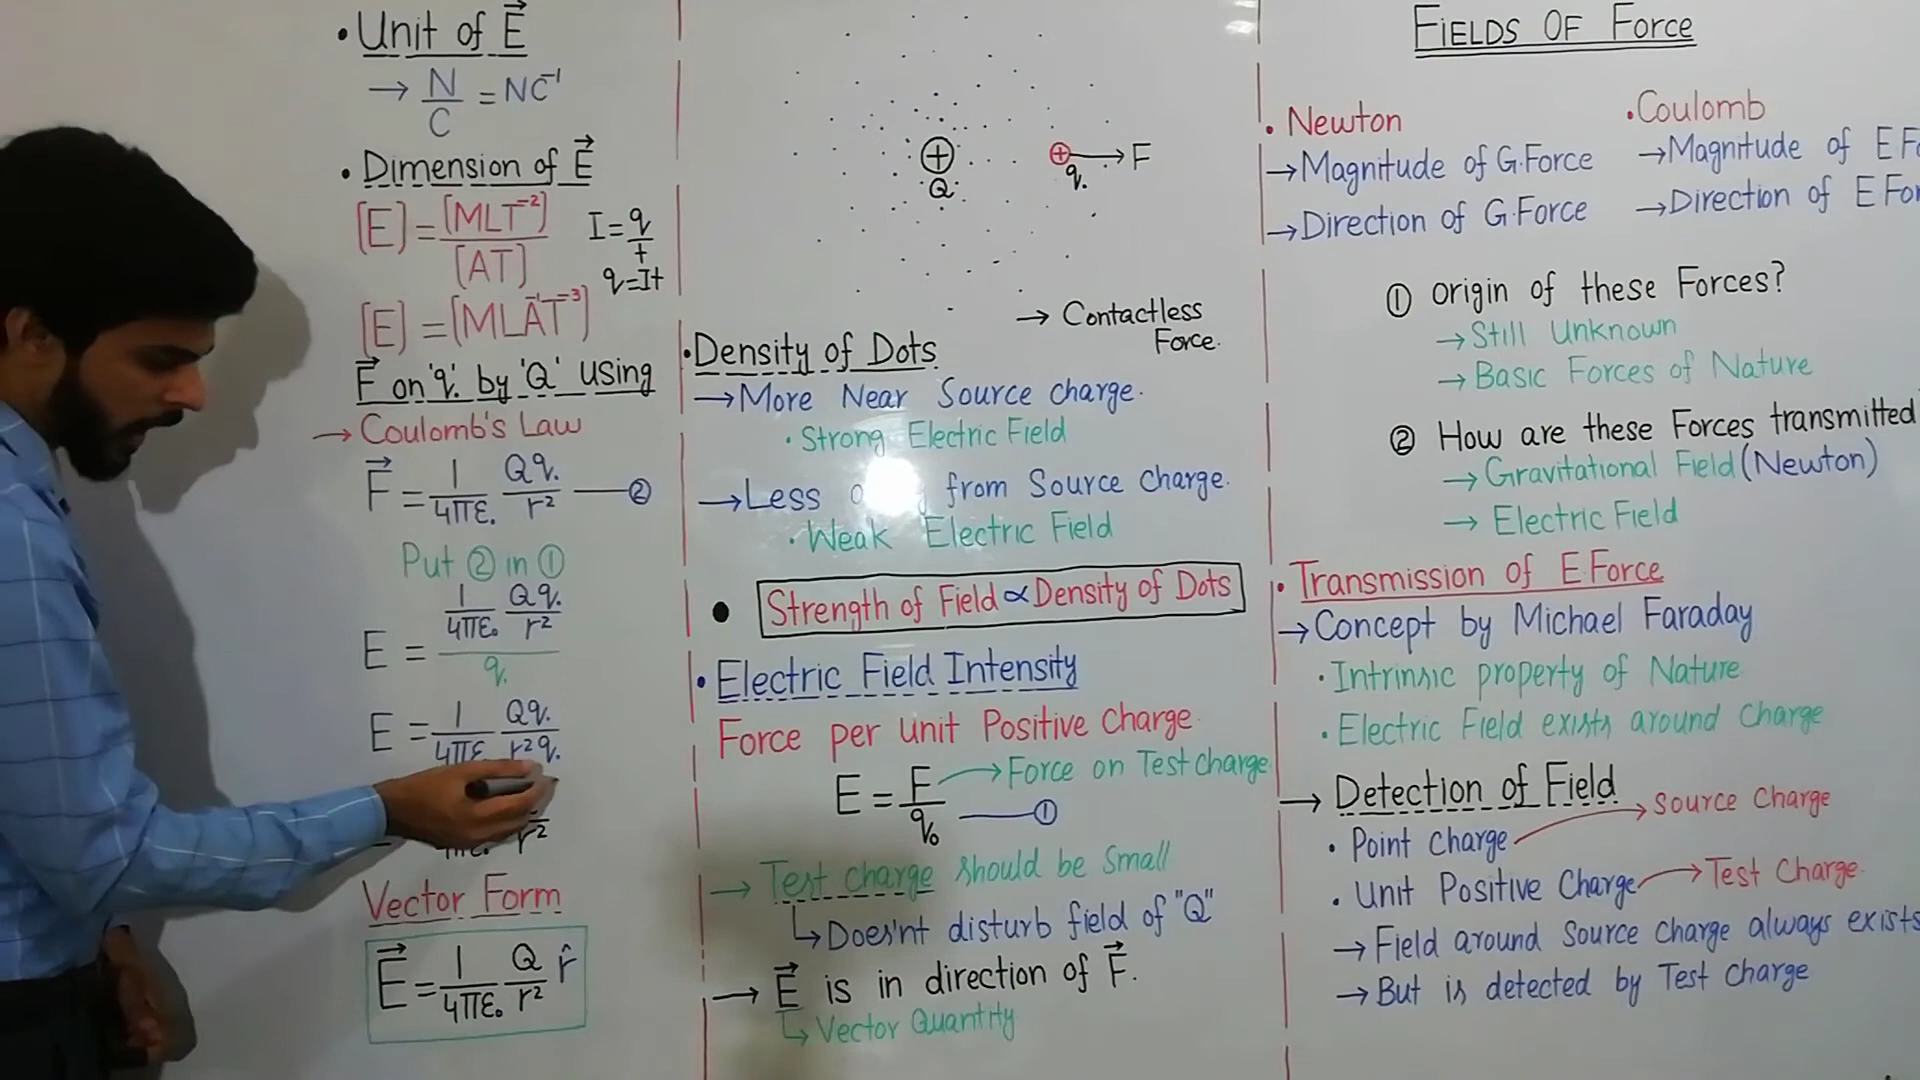 • Unit of E⃗
→ N/C = NC⁻¹
• Dimension of E⃗
[E] = [MLT⁻²]/[AT]
I = q/t
q = It
[E] = [MLA⁻¹T⁻³]
F⃗ on 'q.' by 'Q' using
→ Coulomb's Law
F⃗ = 1/4πε. Qq./r² — ②
Put ② in ①
E = 1/4πε. Qq./r² / q.
E = 1/4πε. Qq./r²q.
r²
Vector Form
E⃗ = 1/4πε. Q/r² r̂
+ Q
+ q. → F
→ Contactless
Force.
• Density of Dots
→ More Near Source charge.
• Strong Electric Field
→ Less from Source Charge.
• Weak Electric Field
• Strength of Field ∝ Density of Dots
• Electric Field Intensity
Force per unit Positive Charge
E = F/q₀ — ①
→ Force on Test charge
→ Test charge should be Small
↳ Does'nt disturb field of "Q"
→ E⃗ is in direction of F⃗.
↳ Vector Quantity
FIELDS OF Force
• Newton
→ Magnitude of G.Force
→ Direction of G.Force
• Coulomb
→ Magnitude of E Fo
→ Direction of E For
① Origin of these Forces?
→ Still Unknown
→ Basic Forces of Nature
② How are these Forces transmitted
→ Gravitational Field (Newton)
→ Electric Field
• Transmission of E Force
→ Concept by Michael Faraday
• Intrinsic property of Nature
• Electric Field exists around Charge
→ Detection of Field
• Point Charge → Source Charge
• Unit Positive Charge → Test Charge.
→ Field around Source charge always exists
→ But is detected by Test Charge